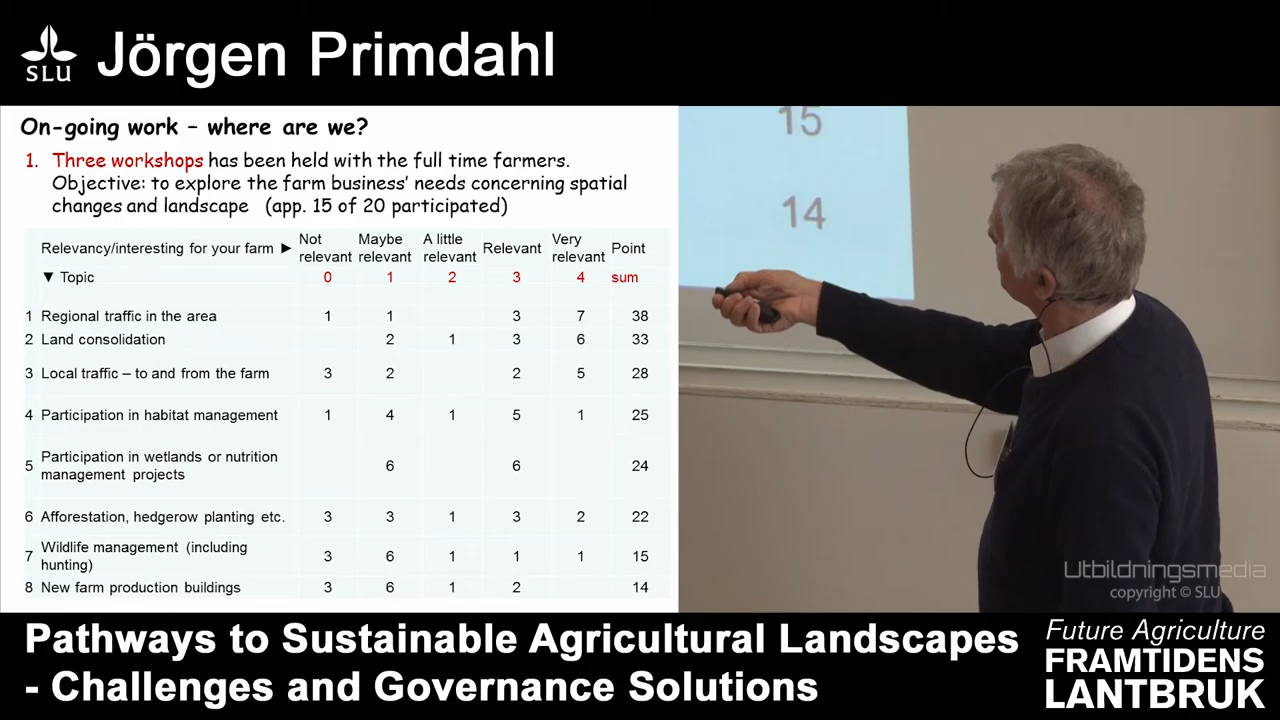 SLU
Jörgen Primdahl
On-going work – where are we?
1. Three workshops has been held with the full time farmers.
Objective: to explore the farm business' needs concerning spatial
changes and landscape (app. 15 of 20 participated)
Relevancy/interesting for your farm ► Not relevant Maybe relevant A little relevant Relevant Very relevant Point
▼ Topic 0 1 2 3 4 sum
1 Regional traffic in the area 1 1 3 7 38
2 Land consolidation 2 1 3 6 33
3 Local traffic – to and from the farm 3 2 2 5 28
4 Participation in habitat management 1 4 1 5 1 25
5 Participation in wetlands or nutrition
management projects 6 6 24
6 Afforestation, hedgerow planting etc. 3 3 1 3 2 22
7 Wildlife management (including
hunting) 3 6 1 1 1 15
8 New farm production buildings 3 6 1 2 14
15
14
Utbildningsmedia
copyright © SLU
Pathways to Sustainable Agricultural Landscapes
- Challenges and Governance Solutions
Future Agriculture
FRAMTIDENS
LANTBRUK